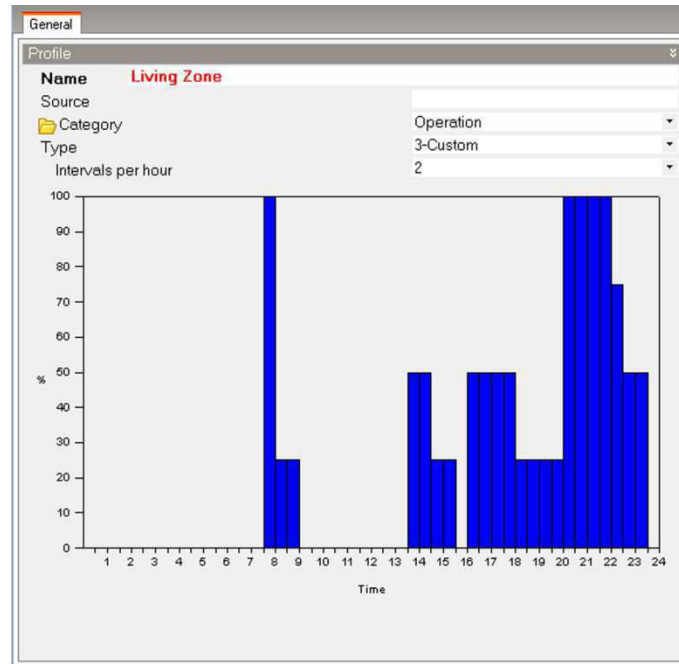 General
Profile
Name Living Zone
Source
Category Operation
Type 3-Custom
Intervals per hour 2
100
90
80
70
60
50
40
30
20
10
0
%
1 2 3 4 5 6 7 8 9 10 11 12 13 14 15 16 17 18 19 20 21 22 23 24
Time